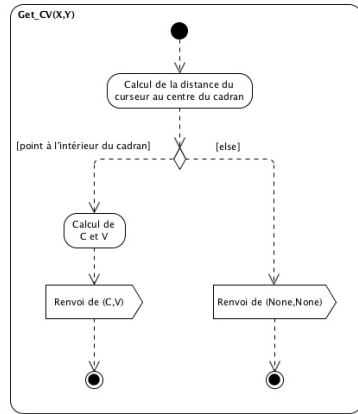 Get_CV(X,Y)
Calcul de la distance du
curseur au centre du cadran
[point à l'intérieur du cadran]
[else]
Calcul de
C et V
Renvoi de (C,V)
Renvoi de (None,None)